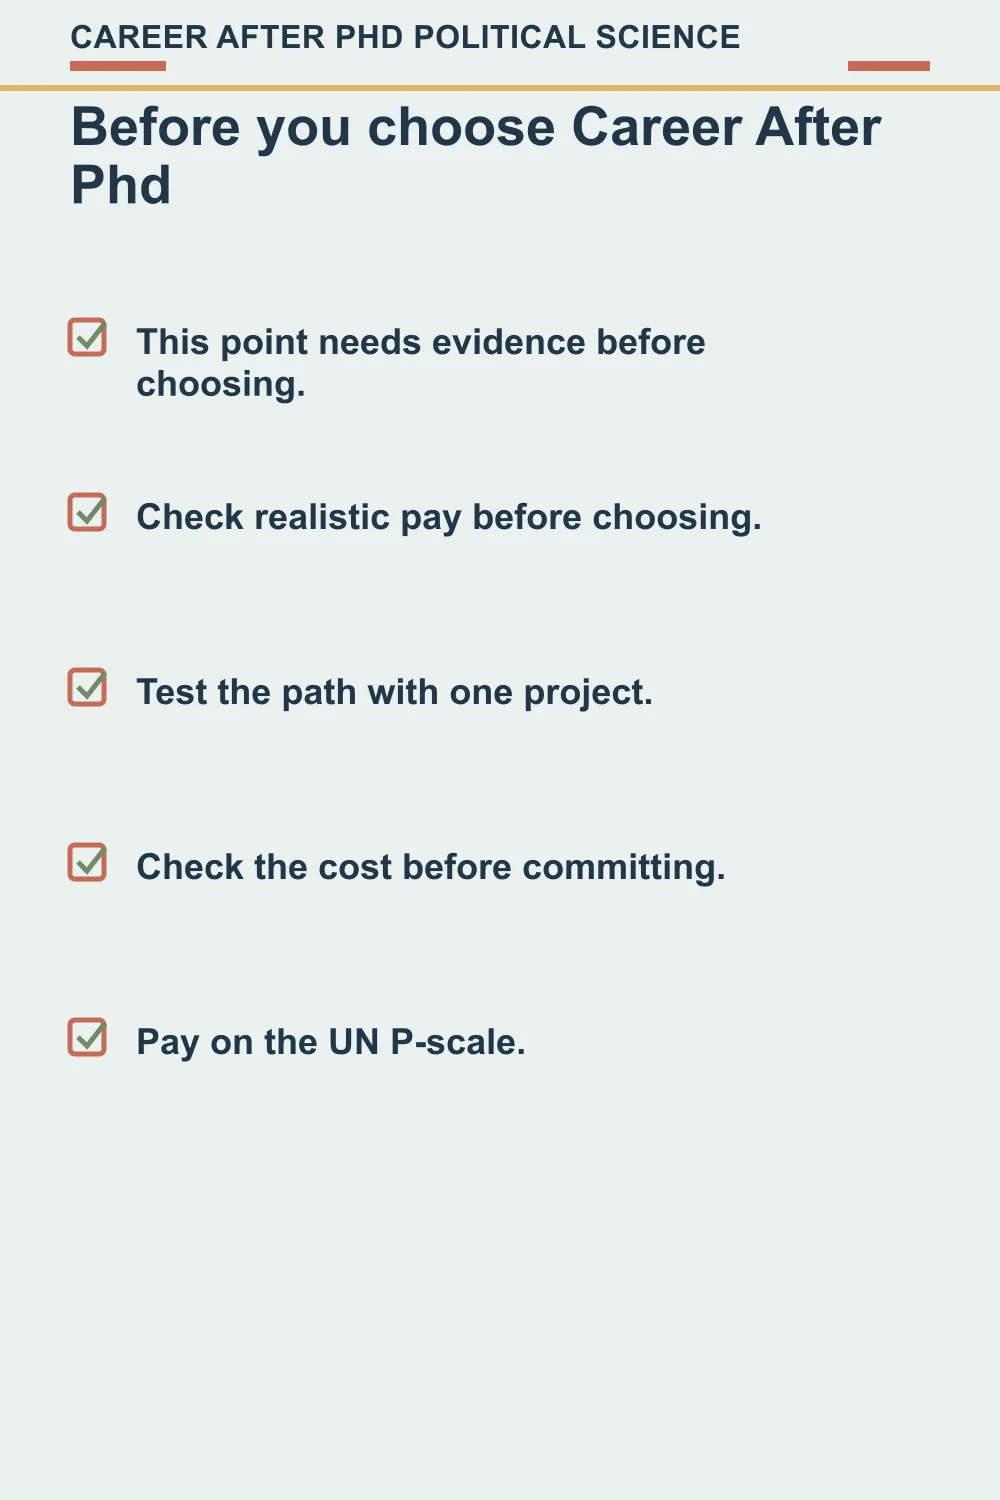 CAREER AFTER PHD POLITICAL SCIENCE
Before you choose Career After
Phd
This point needs evidence before
choosing.
Check realistic pay before choosing.
Test the path with one project.
Check the cost before committing.
Pay on the UN P-scale.